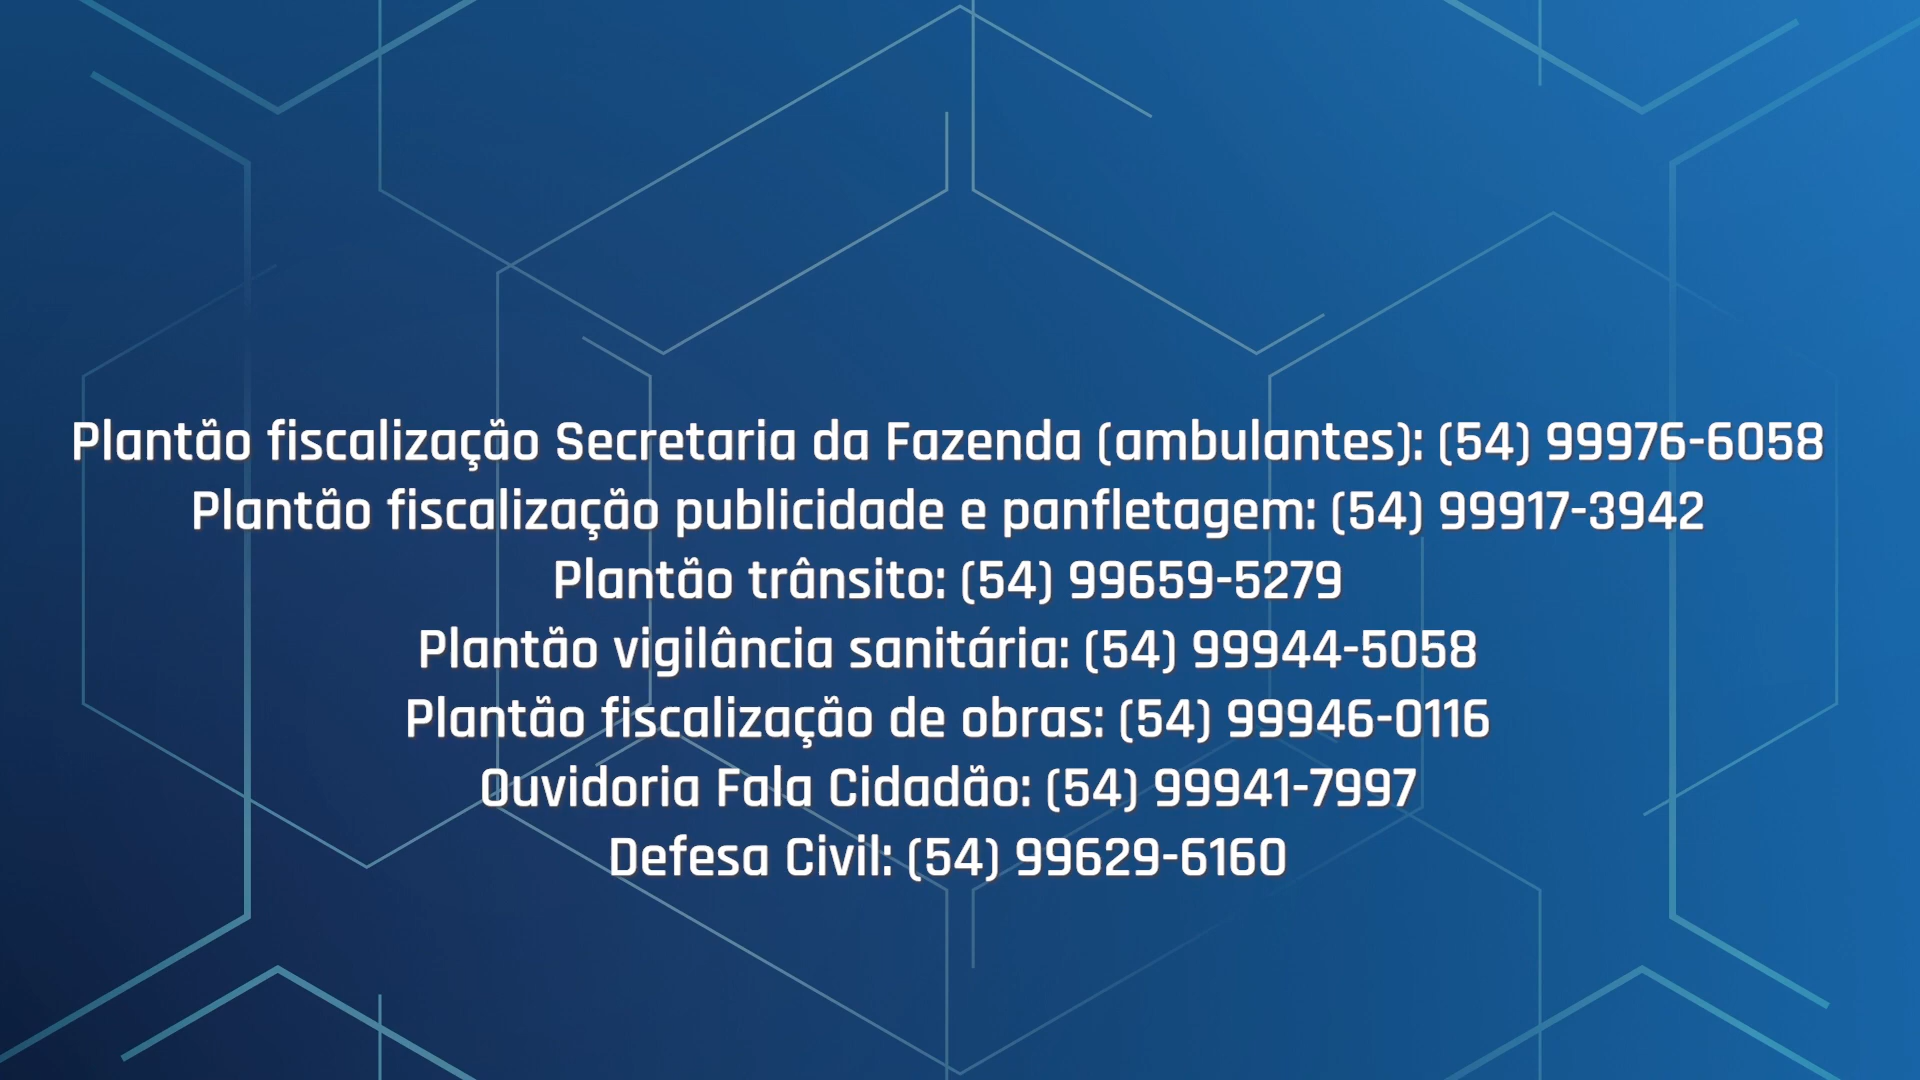 Plantão fiscalização Secretaria da Fazenda (ambulantes): (54) 99976-6058
Plantão fiscalização publicidade e panfletagem: (54) 99917-3942
Plantão trânsito: (54) 99659-5279
Plantão vigilância sanitária: (54) 99944-5058
Plantão fiscalização de obras: (54) 99946-0116
Ouvidoria Fala Cidadão: (54) 99941-7997
Defesa Civil: (54) 99629-6160